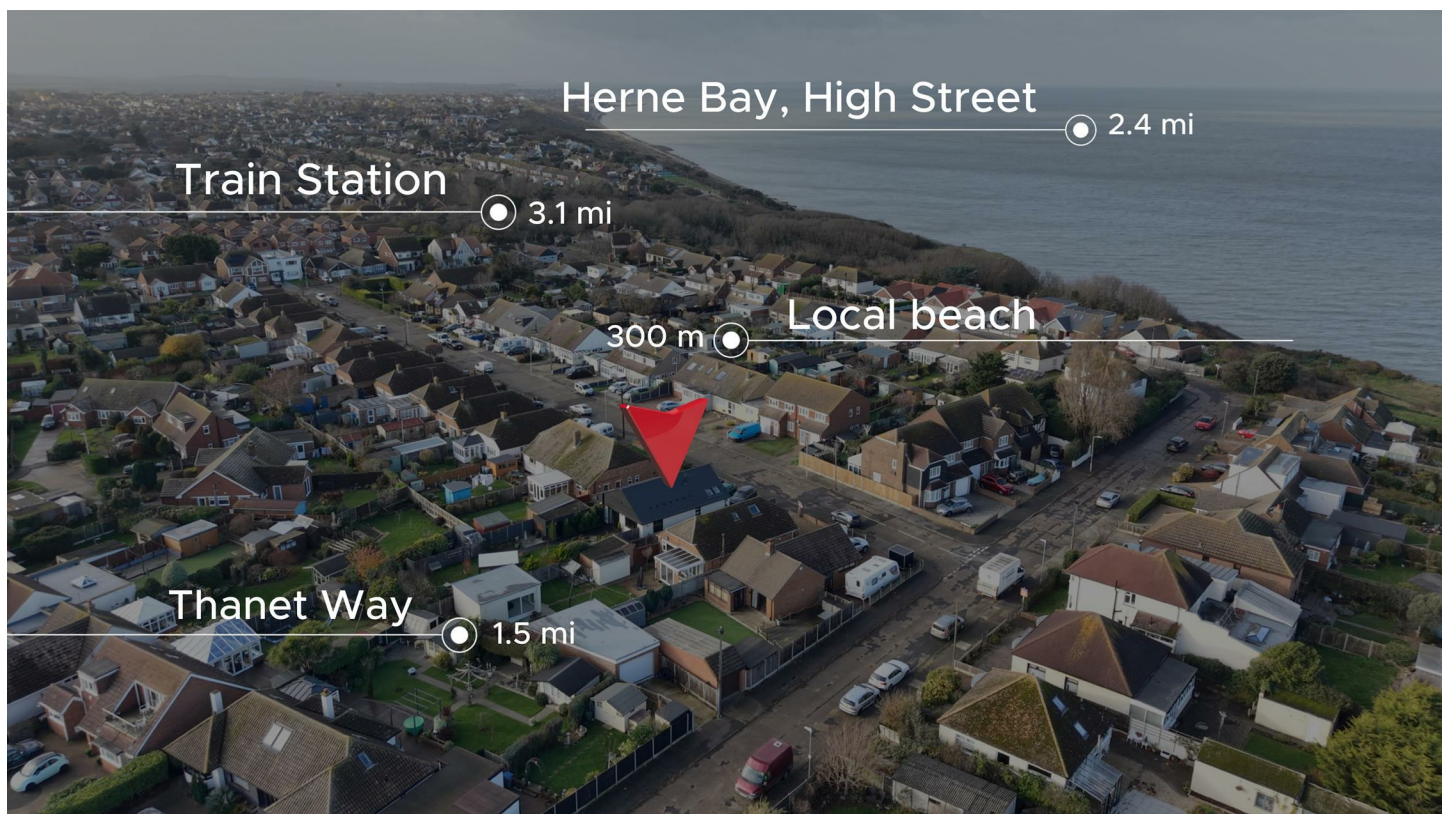 Herne Bay, High Street
2.4 mi
Train Station
3.1 mi
Local beach
300 m
Thanet Way
1.5 mi